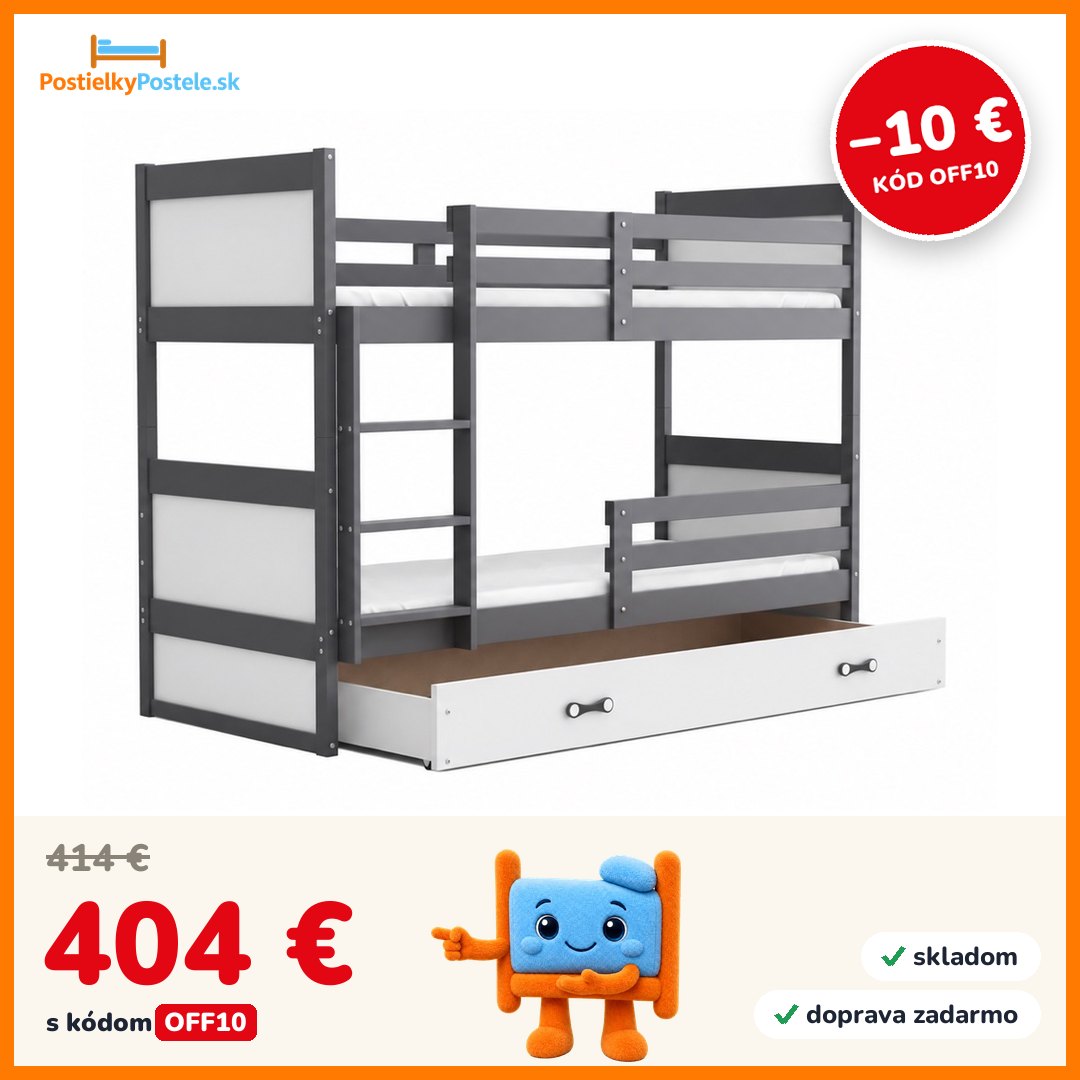 PostielkyPostele.sk
–10 €
KÓD OFF10
414 €
404 €
s kódom OFF10
skladom
doprava zadarmo